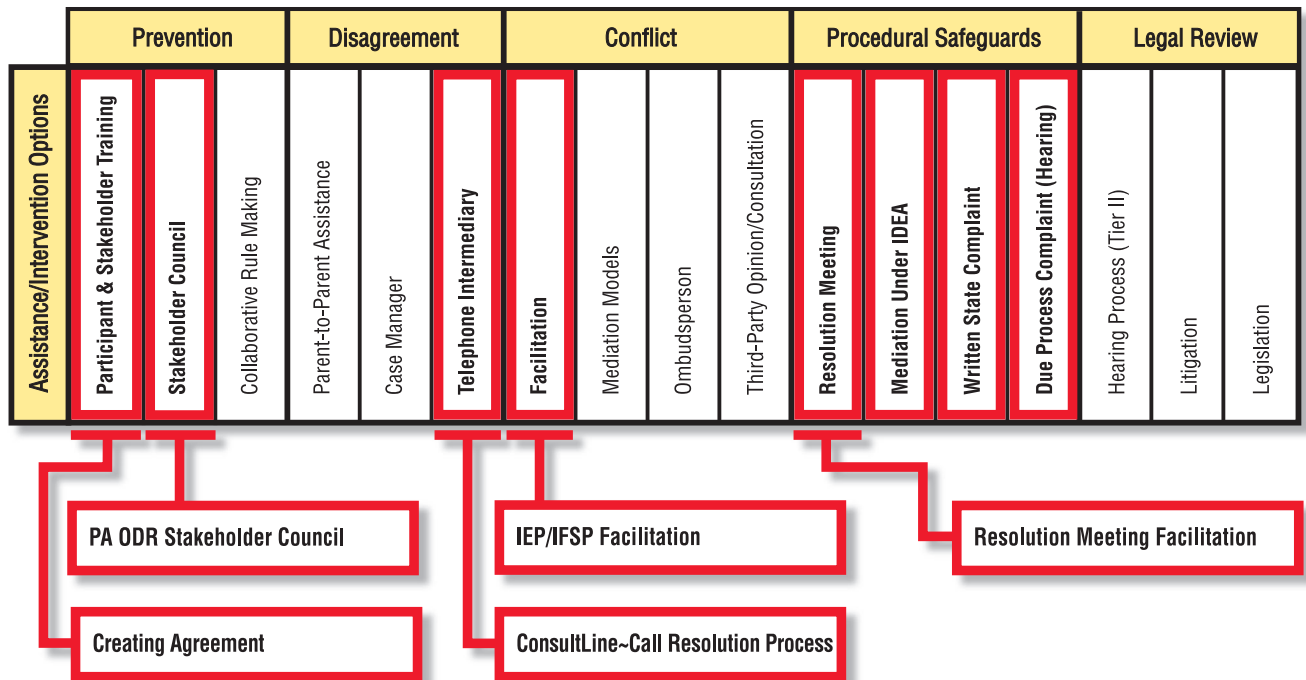 Prevention
Disagreement
Conflict
Procedural Safeguards
Legal Review
Assistance/Intervention Options
Participant & Stakeholder Training
Stakeholder Council
Collaborative Rule Making
Parent-to-Parent Assistance
Case Manager
Telephone Intermediary
Facilitation
Mediation Models
Ombudsperson
Third-Party Opinion/Consultation
Resolution Meeting
Mediation Under IDEA
Written State Complaint
Due Process Complaint (Hearing)
Hearing Process (Tier II)
Litigation
Legislation
PA ODR Stakeholder Council
IEP/IFSP Facilitation
Resolution Meeting Facilitation
Creating Agreement
ConsultLine~Call Resolution Process